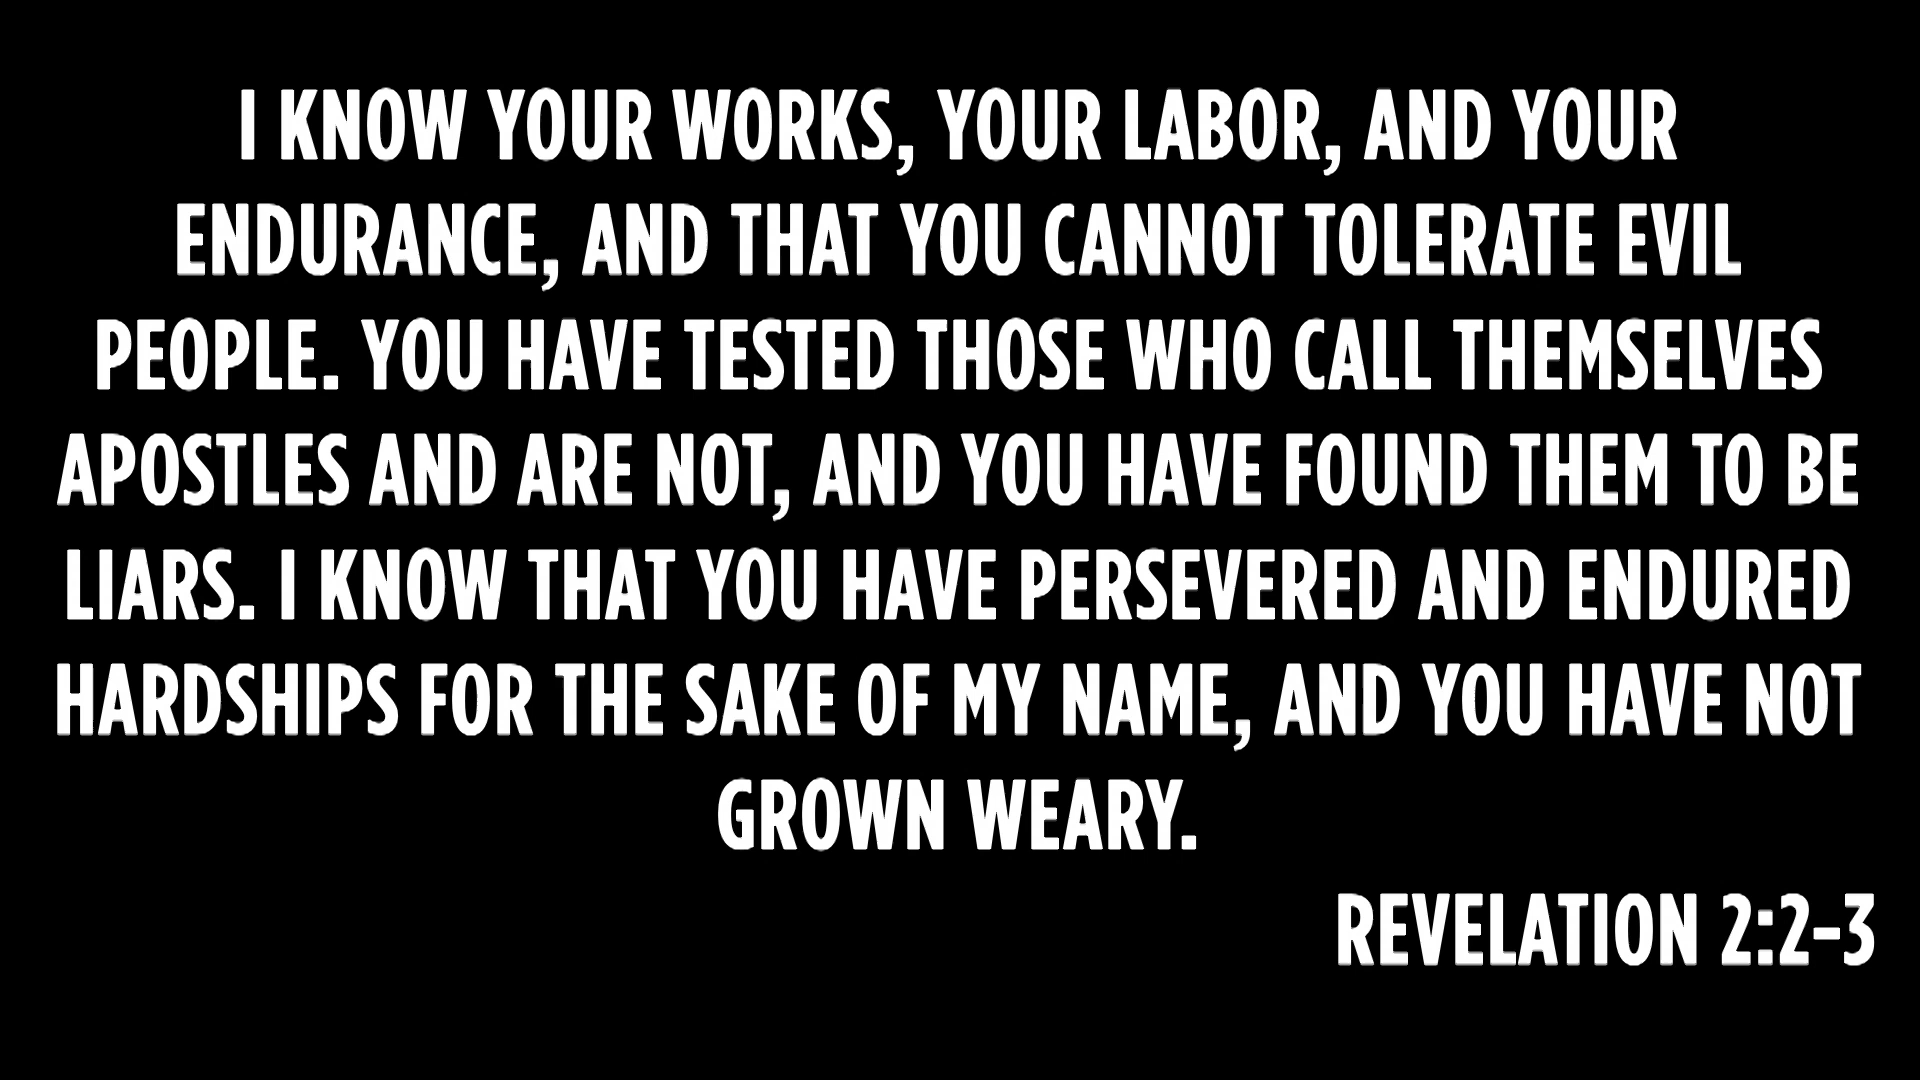 I KNOW YOUR WORKS, YOUR LABOR, AND YOUR
ENDURANCE, AND THAT YOU CANNOT TOLERATE EVIL
PEOPLE. YOU HAVE TESTED THOSE WHO CALL THEMSELVES
APOSTLES AND ARE NOT, AND YOU HAVE FOUND THEM TO BE
LIARS. I KNOW THAT YOU HAVE PERSEVERED AND ENDURED
HARDSHIPS FOR THE SAKE OF MY NAME, AND YOU HAVE NOT
GROWN WEARY.
REVELATION 2:2–3